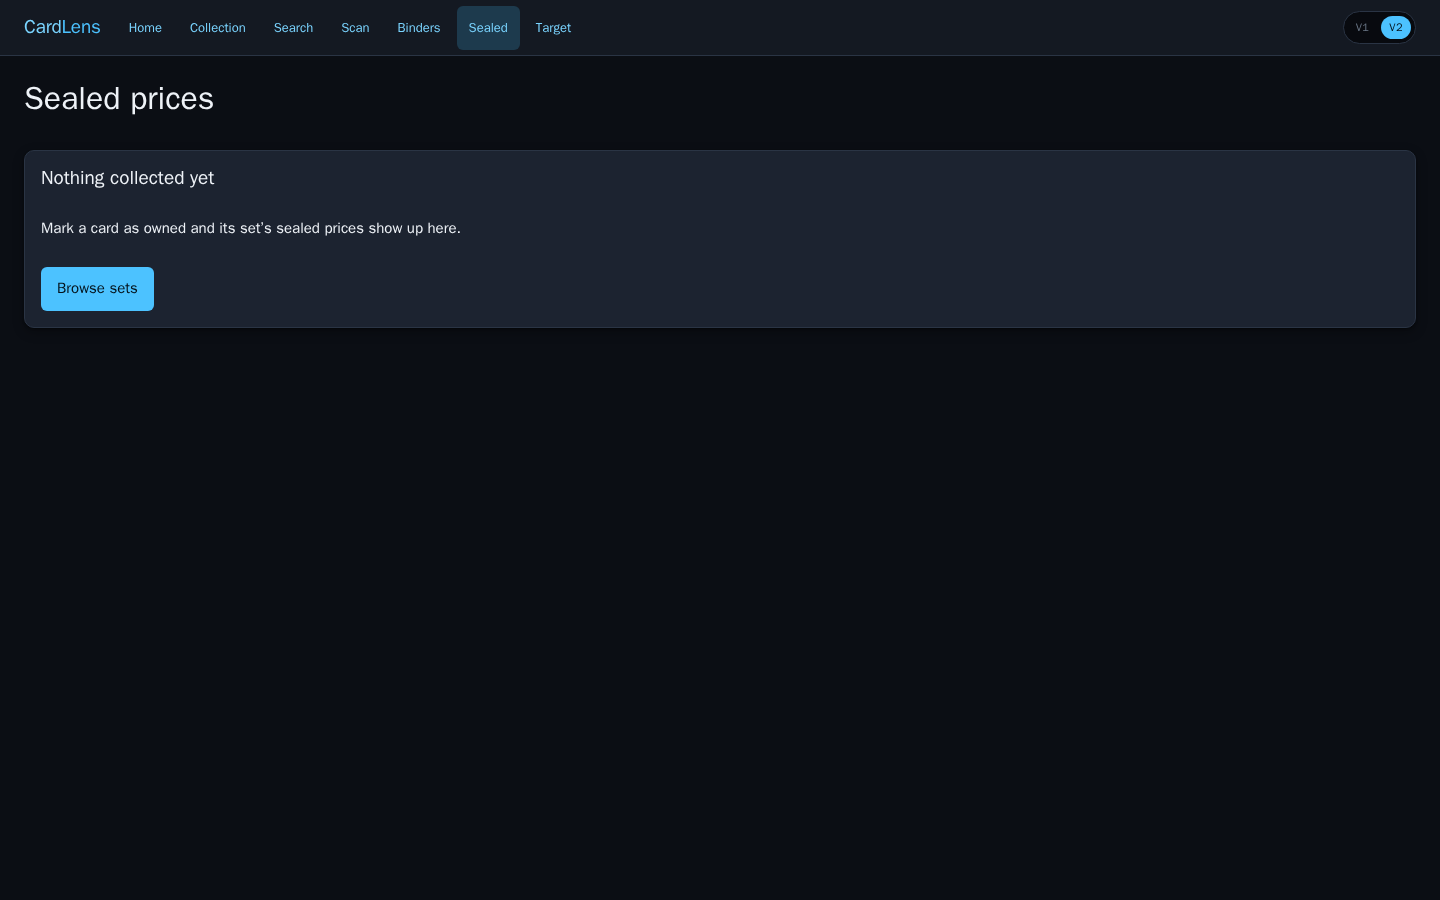 CardLens Home Collection Search Scan Binders Sealed Target V1 V2
Sealed prices
Nothing collected yet
Mark a card as owned and its set's sealed prices show up here.
Browse sets